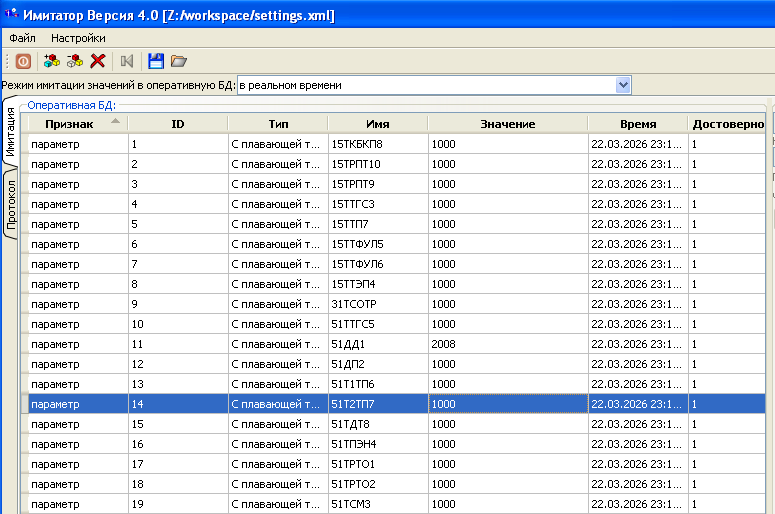 Имитатор Версия 4.0 [Z:/workspace/settings.xml]
Файл Настройки
Режим имитации значений в оперативную БД: в реальном времени
Имитация
Протокол
Оперативная БД:
Признак ID Тип Имя Значение Время Достоверно
параметр 1 С плавающей т... 15ТКБКП8 1000 22.03.2026 23:1... 1
параметр 2 С плавающей т... 15ТРПТ10 1000 22.03.2026 23:1... 1
параметр 3 С плавающей т... 15ТРПТ9 1000 22.03.2026 23:1... 1
параметр 4 С плавающей т... 15ТТГС3 1000 22.03.2026 23:1... 1
параметр 5 С плавающей т... 15ТТП7 1000 22.03.2026 23:1... 1
параметр 6 С плавающей т... 15ТТФУЛ5 1000 22.03.2026 23:1... 1
параметр 7 С плавающей т... 15ТТФУЛ6 1000 22.03.2026 23:1... 1
параметр 8 С плавающей т... 15ТТЭП4 1000 22.03.2026 23:1... 1
параметр 9 С плавающей т... 31ТСОТР 1000 22.03.2026 23:1... 1
параметр 10 С плавающей т... 51ТТГС5 1000 22.03.2026 23:1... 1
параметр 11 С плавающей т... 51ДД1 2008 22.03.2026 23:1... 1
параметр 12 С плавающей т... 51ДП2 1000 22.03.2026 23:1... 1
параметр 13 С плавающей т... 51Т1ТП6 1000 22.03.2026 23:1... 1
параметр 14 С плавающей т... 51Т2ТП7 1000 22.03.2026 23:1... 1
параметр 15 С плавающей т... 51ТДТ8 1000 22.03.2026 23:1... 1
параметр 16 С плавающей т... 51ТПЭН4 1000 22.03.2026 23:1... 1
параметр 17 С плавающей т... 51ТРТО1 1000 22.03.2026 23:1... 1
параметр 18 С плавающей т... 51ТРТО2 1000 22.03.2026 23:1... 1
параметр 19 С плавающей т... 51ТСМ3 1000 22.03.2026 23:1... 1